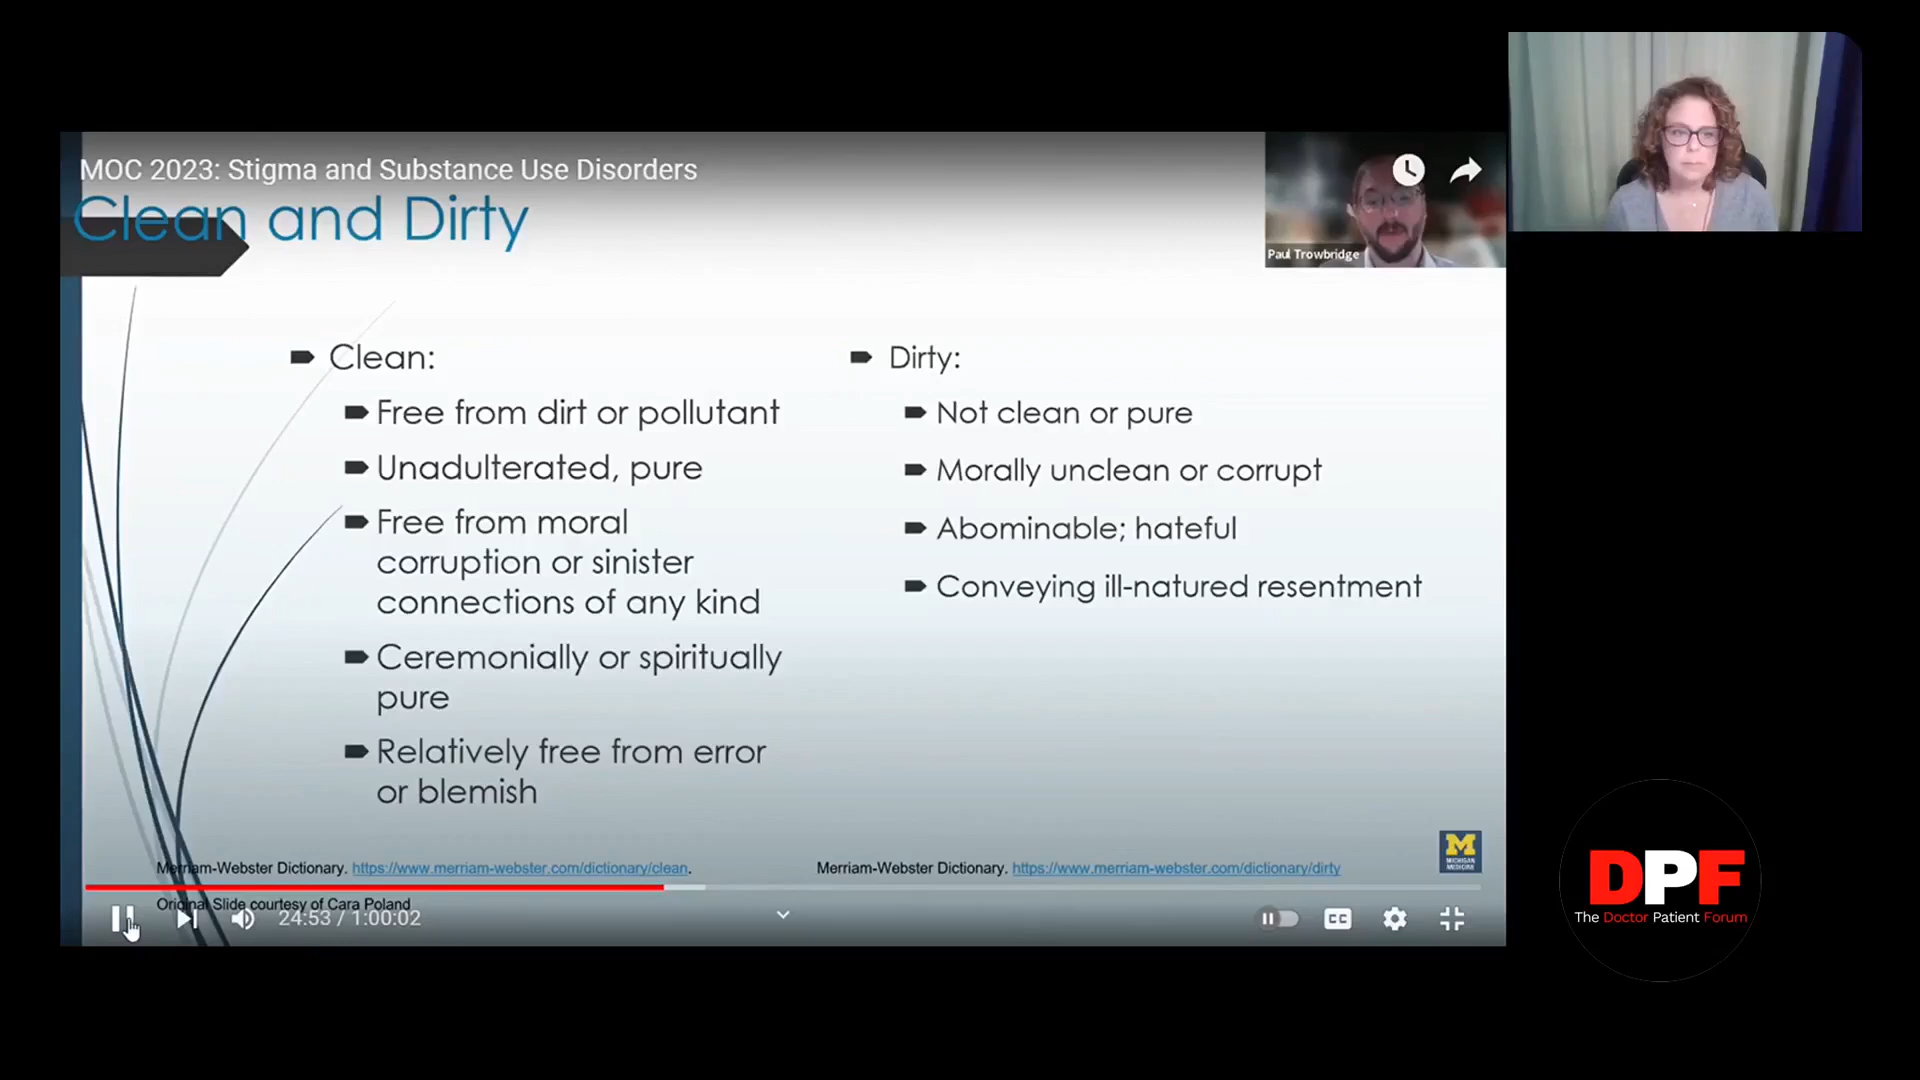 MOC 2023: Stigma and Substance Use Disorders
Clean and Dirty
Paul Trowbridge
Clean:
Free from dirt or pollutant
Unadulterated, pure
Free from moral
corruption or sinister
connections of any kind
Ceremonially or spiritually
pure
Relatively free from error
or blemish
Dirty:
Not clean or pure
Morally unclean or corrupt
Abominable; hateful
Conveying ill-natured resentment
Merriam-Webster Dictionary. https://www.merriam-webster.com/dictionary/clean.
Merriam-Webster Dictionary. https://www.merriam-webster.com/dictionary/dirty
Original Slide courtesy of Cara Poland
24:53 / 1:00:02
CC
M
MICHIGAN
MEDICINE
DPF
The Doctor Patient Forum